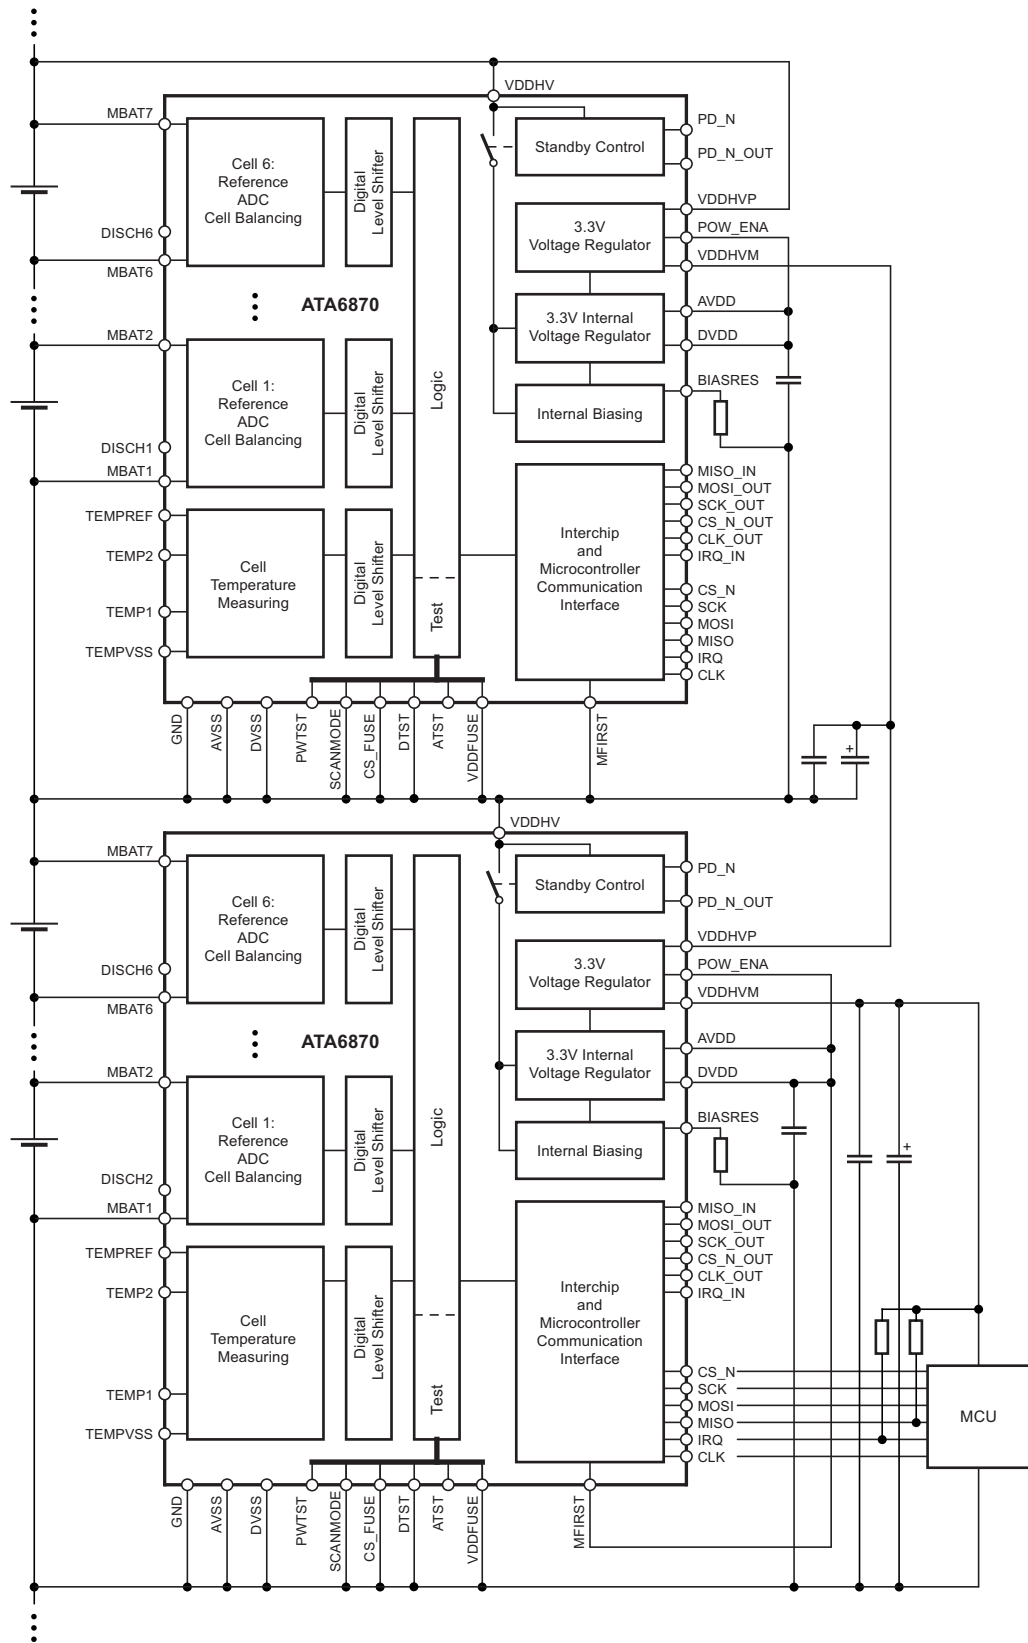 VDDHV
MBAT7
PD_N
Cell 6:
Reference
ADC
Cell Balancing
Digital
Level Shifter
Standby Control
PD_N_OUT
VDDHVP
3.3V
Voltage Regulator
POW_ENA
DISCH6
VDDHVM
MBAT6
ATA6870
AVDD
3.3V Internal
Voltage Regulator
MBAT2
DVDD
Cell 1:
Reference
ADC
Cell Balancing
Digital
Level Shifter
Logic
BIASRES
Internal Biasing
DISCH1
MBAT1
MISO_IN
MOSI_OUT
SCK_OUT
CS_N_OUT
CLK_OUT
IRQ_IN
TEMPREF
TEMP2
Cell
Temperature
Measuring
Digital
Level Shifter
Interchip
and
Microcontroller
Communication
Interface
CS_N
SCK
MOSI
MISO
IRQ
CLK
TEMP1
Test
TEMPVSS
GND
AVSS
DVSS
PWTST
SCANMODE
CS_FUSE
DTST
ATST
VDDFUSE
MFIRST
+
VDDHV
MBAT7
PD_N
Cell 6:
Reference
ADC
Cell Balancing
Digital
Level Shifter
Standby Control
PD_N_OUT
VDDHVP
3.3V
Voltage Regulator
POW_ENA
DISCH6
VDDHVM
MBAT6
ATA6870
AVDD
3.3V Internal
Voltage Regulator
MBAT2
DVDD
Cell 1:
Reference
ADC
Cell Balancing
Digital
Level Shifter
Logic
BIASRES
Internal Biasing
+
DISCH2
MBAT1
MISO_IN
MOSI_OUT
SCK_OUT
CS_N_OUT
CLK_OUT
IRQ_IN
TEMPREF
TEMP2
Cell
Temperature
Measuring
Digital
Level Shifter
Interchip
and
Microcontroller
Communication
Interface
CS_N
SCK
MOSI
MISO
IRQ
CLK
MCU
TEMP1
Test
TEMPVSS
GND
AVSS
DVSS
PWTST
SCANMODE
CS_FUSE
DTST
ATST
VDDFUSE
MFIRST